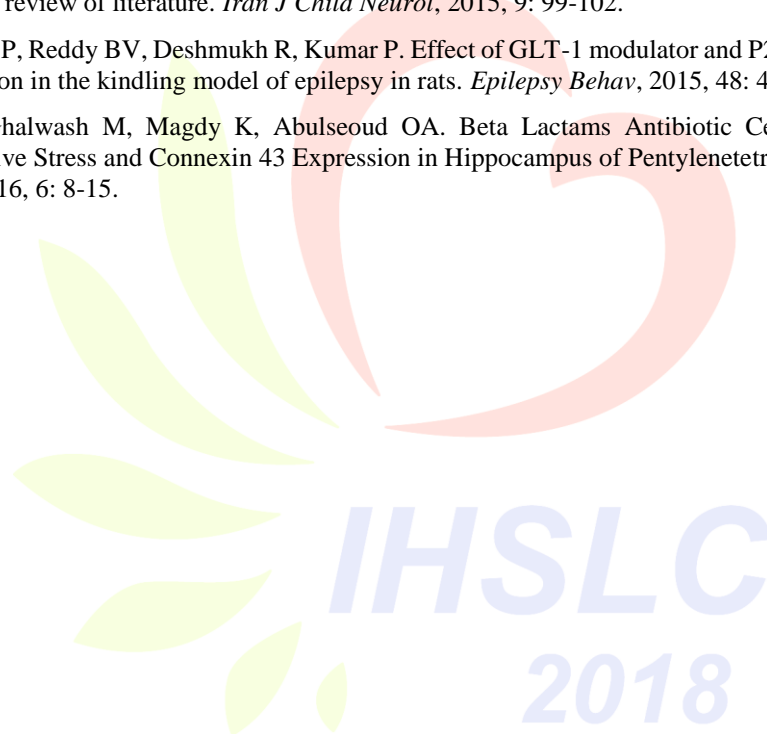 review of literature. Iran J Child Neurol, 2015, 9: 99-102.
P, Reddy BV, Deshmukh R, Kumar P. Effect of GLT-1 modulator and P2
on in the kindling model of epilepsy in rats. Epilepsy Behav, 2015, 48: 4
halwash M, Magdy K, Abulseoud OA. Beta Lactams Antibiotic Ce
ve Stress and Connexin 43 Expression in Hippocampus of Pentylenetetr
16, 6: 8-15.
IHSLC
2018